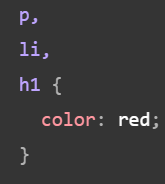 p,
li,
h1 {
  color: red;
}